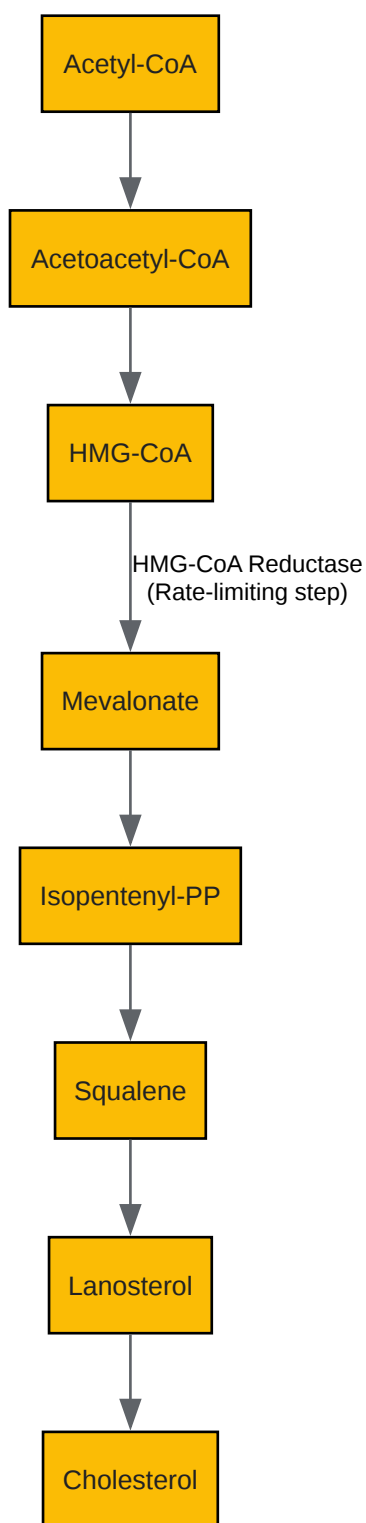 Acetyl-CoA
Acetoacetyl-CoA
HMG-CoA
HMG-CoA Reductase
(Rate-limiting step)
Mevalonate
Isopentenyl-PP
Squalene
Lanosterol
Cholesterol